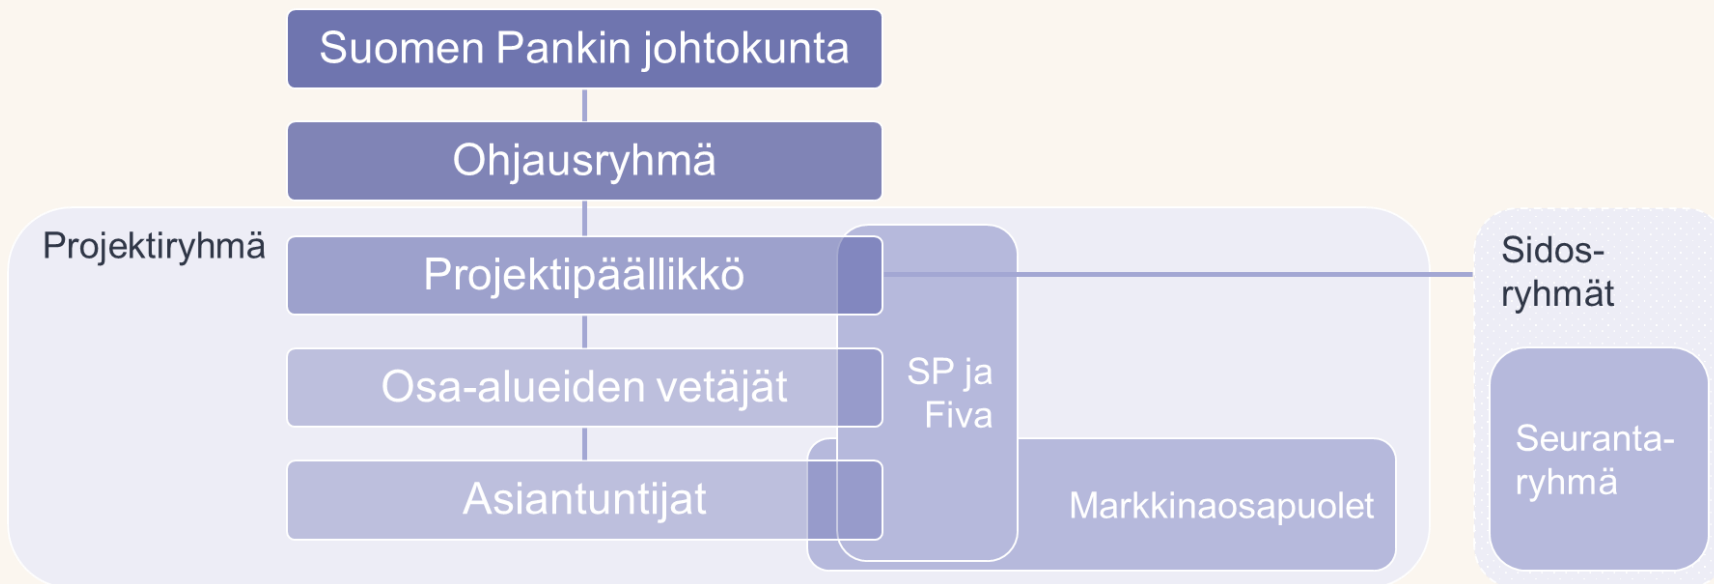 Suomen Pankin johtokunta
Ohjausryhmä
Projektiryhmä
Projektipäällikkö
Osa-alueiden vetäjät
Asiantuntijat
SP ja
Fiva
Markkinaosapuolet
Sidos-
ryhmät
Seuranta-
ryhmä